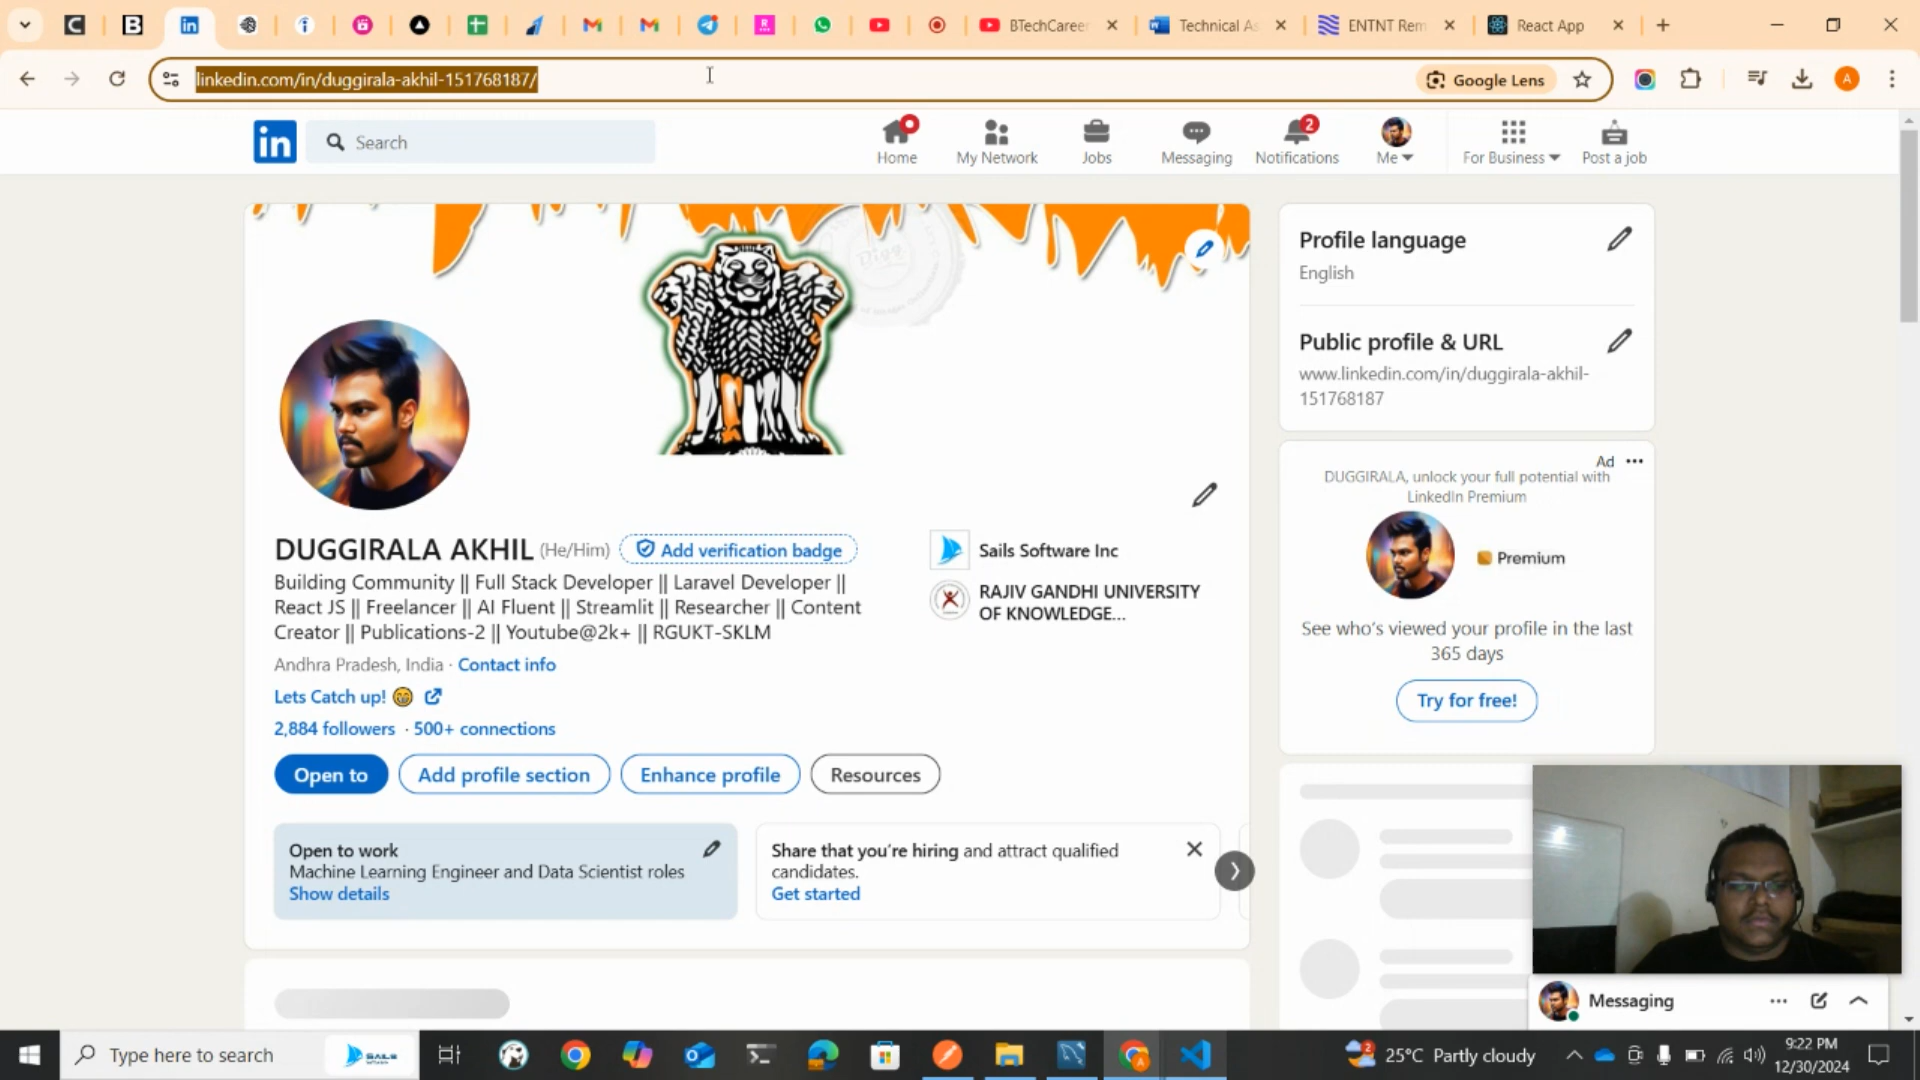 BTechCareer
Technical As
ENTNT Rem
React App
linkedin.com/in/duggirala-akhil-151768187/
Google Lens
A
in
Search
Home
My Network
Jobs
Messaging
2
Notifications
Me
For Business
Post a job
Profile language
English
Public profile & URL
www.linkedin.com/in/duggirala-akhil-
151768187
Ad
DUGGIRALA, unlock your full potential with
LinkedIn Premium
Premium
See who's viewed your profile in the last
365 days
Try for free!
DUGGIRALA AKHIL (He/Him) Add verification badge
Building Community || Full Stack Developer || Laravel Developer ||
React JS || Freelancer || AI Fluent || Streamlit || Researcher || Content
Creator || Publications-2 || Youtube@2k+ || RGUKT-SKLM
Andhra Pradesh, India · Contact info
Lets Catch up! 😁
2,884 followers · 500+ connections
Sails Software Inc
RAJIV GANDHI UNIVERSITY
OF KNOWLEDGE...
Open to
Add profile section
Enhance profile
Resources
Open to work
Machine Learning Engineer and Data Scientist roles
Show details
Share that you're hiring and attract qualified
candidates.
Get started
Messaging
Type here to search
SAILS
2
25°C Partly cloudy
9:22 PM
12/30/2024